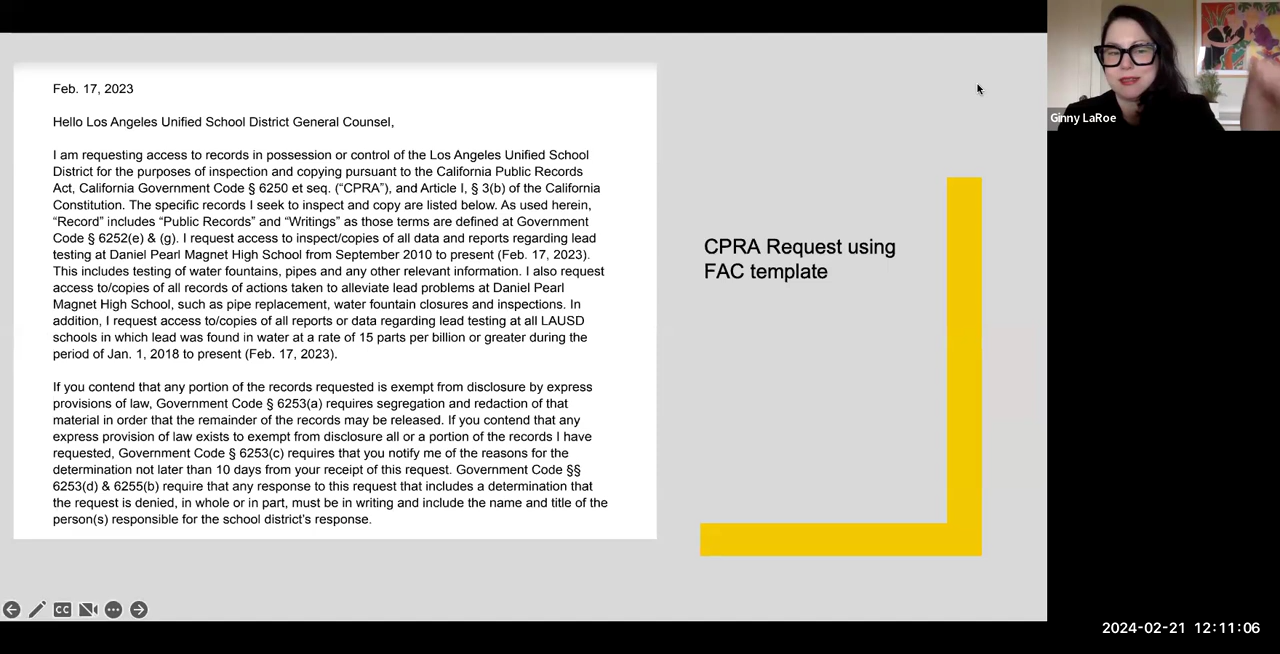 Feb. 17, 2023
Hello Los Angeles Unified School District General Counsel,
I am requesting access to records in possession or control of the Los Angeles Unified School
District for the purposes of inspection and copying pursuant to the California Public Records
Act, California Government Code § 6250 et seq. (“CPRA”), and Article I, § 3(b) of the California
Constitution. The specific records I seek to inspect and copy are listed below. As used herein,
“Record” includes “Public Records” and “Writings” as those terms are defined at Government
Code § 6252(e) & (g). I request access to inspect/copies of all data and reports regarding lead
testing at Daniel Pearl Magnet High School from September 2010 to present (Feb. 17, 2023).
This includes testing of water fountains, pipes and any other relevant information. I also request
access to/copies of all records of actions taken to alleviate lead problems at Daniel Pearl
Magnet High School, such as pipe replacement, water fountain closures and inspections. In
addition, I request access to/copies of all reports or data regarding lead testing at all LAUSD
schools in which lead was found in water at a rate of 15 parts per billion or greater during the
period of Jan. 1, 2018 to present (Feb. 17, 2023).
If you contend that any portion of the records requested is exempt from disclosure by express
provisions of law, Government Code § 6253(a) requires segregation and redaction of that
material in order that the remainder of the records may be released. If you contend that any
express provision of law exists to exempt from disclosure all or a portion of the records I have
requested, Government Code § 6253(c) requires that you notify me of the reasons for the
determination not later than 10 days from your receipt of this request. Government Code §§
6253(d) & 6255(b) require that any response to this request that includes a determination that
the request is denied, in whole or in part, must be in writing and include the name and title of the
person(s) responsible for the school district's response.
CPRA Request using
FAC template
Ginny LaRoe
CC
2024-02-21 12:11:06